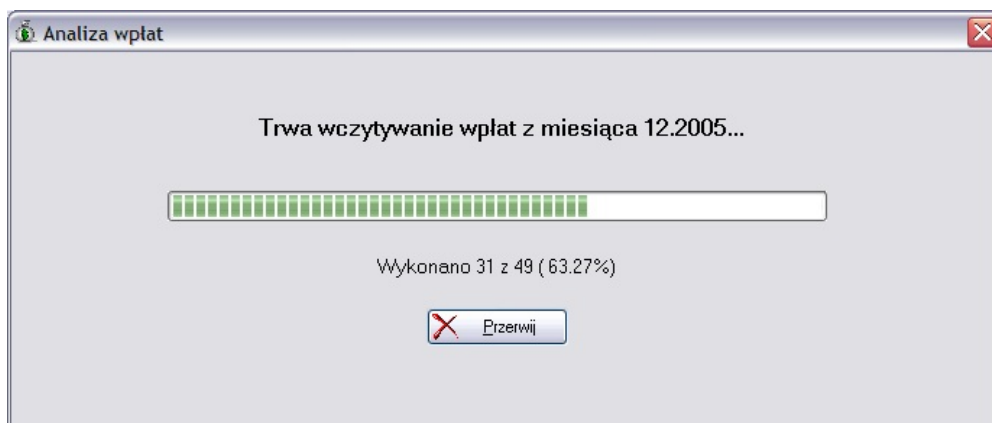 Analiza wpłat
Trwa wczytywanie wpłat z miesiąca 12.2005...
Wykonano 31 z 49 ( 63.27%)
Przerwij